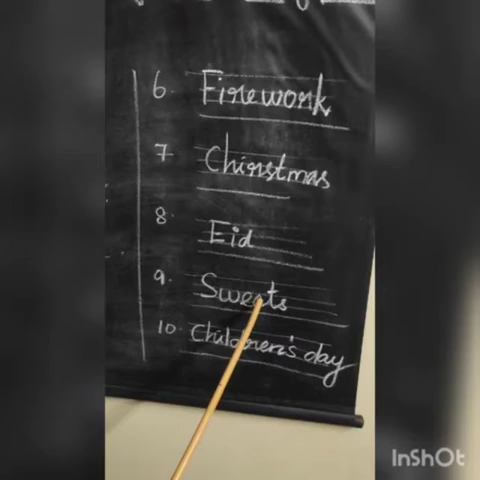 6. Firework
7 Christmas
8. Eid
9. Sweets
10 Children's day
InShOt